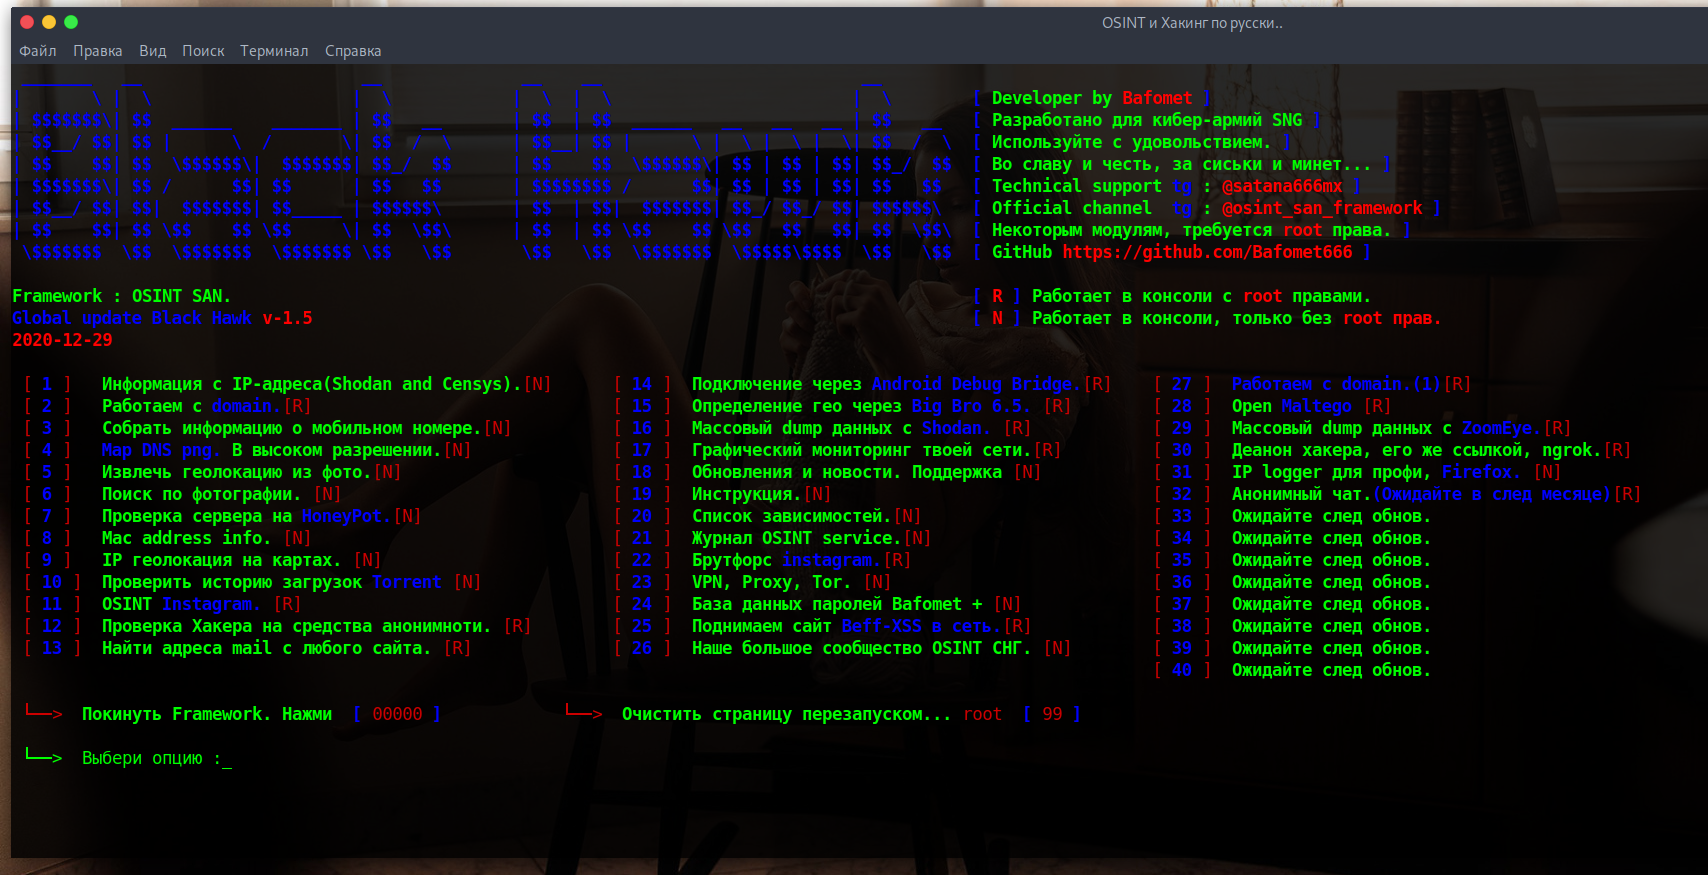 OSINT и Хакинг по русски..
Файл Правка Вид Поиск Терминал Справка
Black Hawk
[ Developer by Bafomet ]
[ Разработано для кибер-армий SNG ]
[ Используйте с удовольствием. ]
[ Во славу и честь, за сиськи и минет... ]
[ Technical support tg : @satana666mx ]
[ Official channel tg : @osint_san_framework ]
[ Некоторым модулям, требуется root права. ]
[ GitHub https://github.com/Bafomet666 ]
Framework : OSINT SAN.
Global update Black Hawk v-1.5
2020-12-29
[ R ] Работает в консоли с root правами.
[ N ] Работает в консоли, только без root прав.
[ 1 ] Информация с IP-адреса(Shodan and Censys).[N]
[ 2 ] Работаем с domain.[R]
[ 3 ] Собрать информацию о мобильном номере.[N]
[ 4 ] Map DNS png. В высоком разрешении.[N]
[ 5 ] Извлечь геолокацию из фото.[N]
[ 6 ] Поиск по фотографии. [N]
[ 7 ] Проверка сервера на HoneyPot.[N]
[ 8 ] Mac address info. [N]
[ 9 ] IP геолокация на картах. [N]
[ 10 ] Проверить историю загрузок Torrent [N]
[ 11 ] OSINT Instagram. [R]
[ 12 ] Проверка Хакера на средства анонимноти. [R]
[ 13 ] Найти адреса mail с любого сайта. [R]
[ 14 ] Подключение через Android Debug Bridge.[R]
[ 15 ] Определение гео через Big Bro 6.5. [R]
[ 16 ] Массовый dump данных с Shodan. [R]
[ 17 ] Графический мониторинг твоей сети.[R]
[ 18 ] Обновления и новости. Поддержка [N]
[ 19 ] Инструкция.[N]
[ 20 ] Список зависимостей.[N]
[ 21 ] Журнал OSINT service.[N]
[ 22 ] Брутфорс instagram.[R]
[ 23 ] VPN, Proxy, Tor. [N]
[ 24 ] База данных паролей Bafomet + [N]
[ 25 ] Поднимаем сайт Beff-XSS в сеть.[R]
[ 26 ] Наше большое сообщество OSINT СНГ. [N]
[ 27 ] Работаем с domain.(1)[R]
[ 28 ] Open Maltego [R]
[ 29 ] Массовый dump данных с ZoomEye.[R]
[ 30 ] Деанон хакера, его же ссылкой, ngrok.[R]
[ 31 ] IP logger для профи, Firefox. [N]
[ 32 ] Анонимный чат.(Ожидайте в след месяце)[R]
[ 33 ] Ожидайте след обнов.
[ 34 ] Ожидайте след обнов.
[ 35 ] Ожидайте след обнов.
[ 36 ] Ожидайте след обнов.
[ 37 ] Ожидайте след обнов.
[ 38 ] Ожидайте след обнов.
[ 39 ] Ожидайте след обнов.
[ 40 ] Ожидайте след обнов.
└──> Покинуть Framework. Нажми [ 00000 ]
└──> Очистить страницу перезапуском... root [ 99 ]
└──> Выбери опцию :_